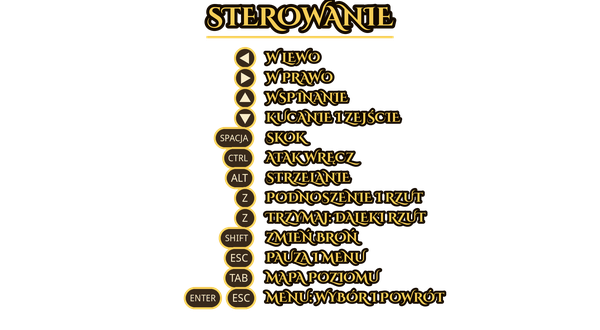 STEROWANIE
W LEWO
W PRAWO
WSPINANIE
KUCANIE I ZEJŚCIE
SPACJA SKOK
CTRL ATAK WRĘCZ
ALT STRZELANIE
Z PODNOSZENIE I RZUT
Z TRZYMAJ: DALEKI RZUT
SHIFT ZMIEŃ BROŃ
ESC PAUZA I MENU
TAB MAPA POZIOMU
ENTER ESC MENU: WYBÓR I POWRÓT